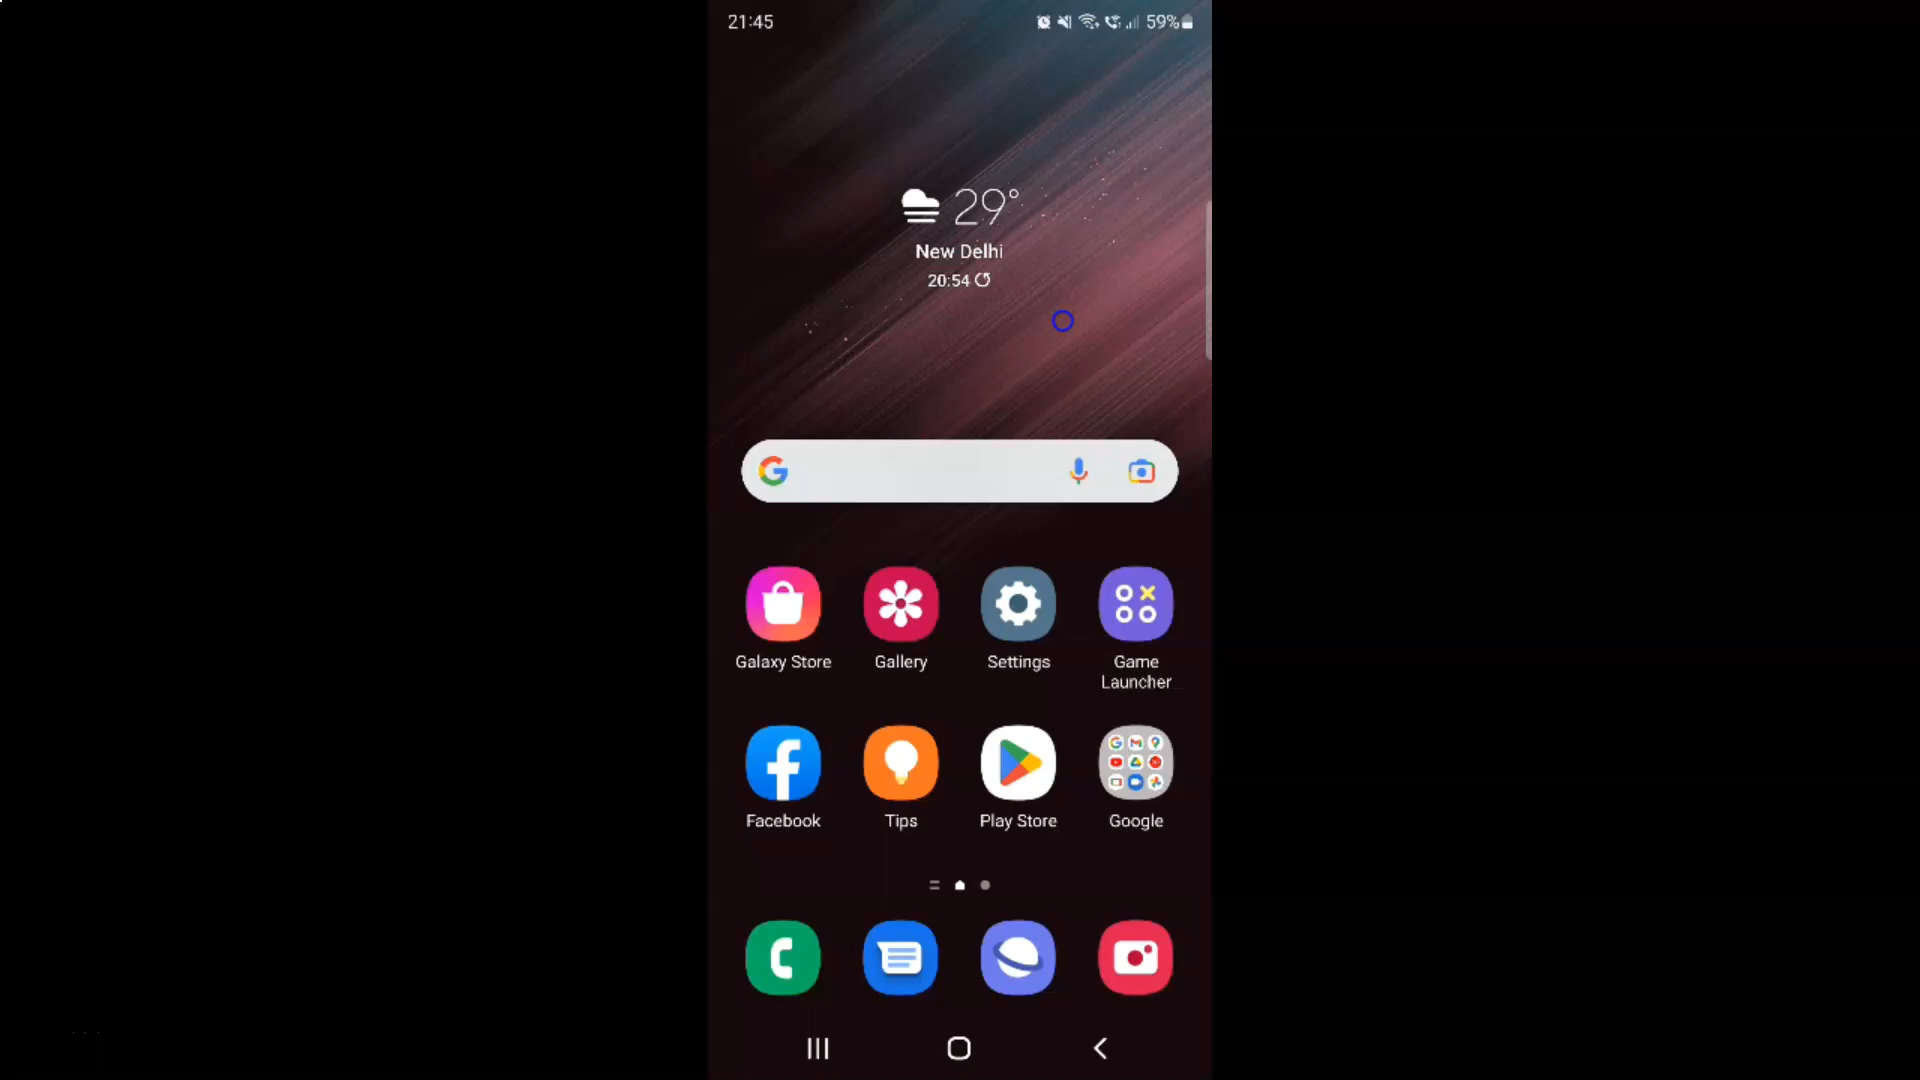 21:45
59%
29°
New Delhi
20:54
Galaxy Store
Gallery
Settings
Game
Launcher
Facebook
Tips
Play Store
Google